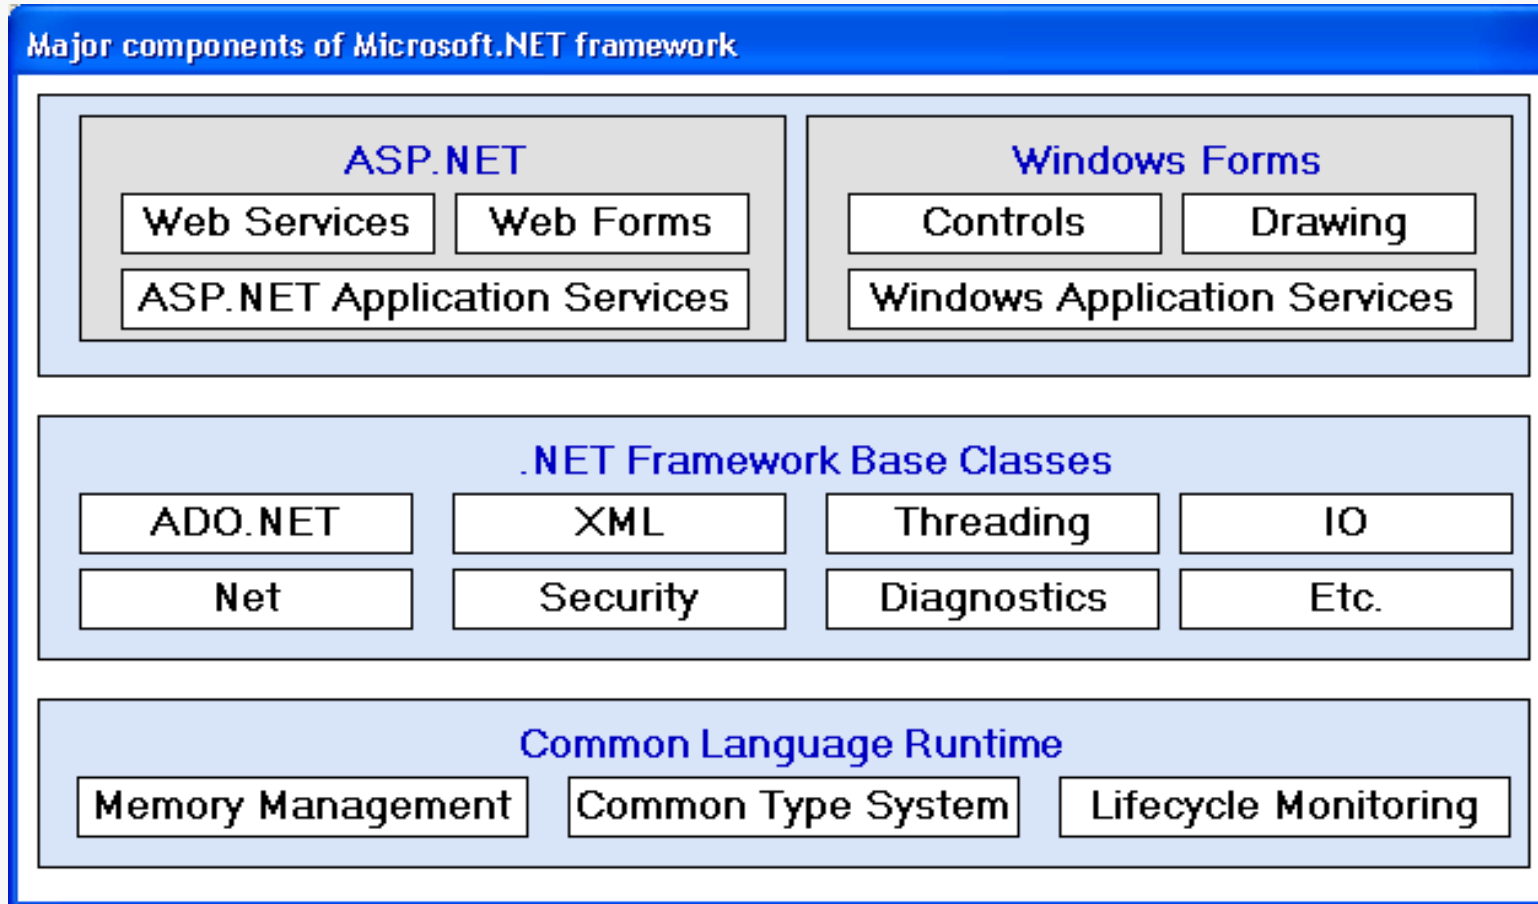 Major components of Microsoft.NET framework
ASP.NET
Windows Forms
Web Services
Web Forms
Controls
Drawing
ASP.NET Application Services
Windows Application Services
.NET Framework Base Classes
ADO.NET
XML
Threading
IO
Net
Security
Diagnostics
Etc.
Common Language Runtime
Memory Management
Common Type System
Lifecycle Monitoring